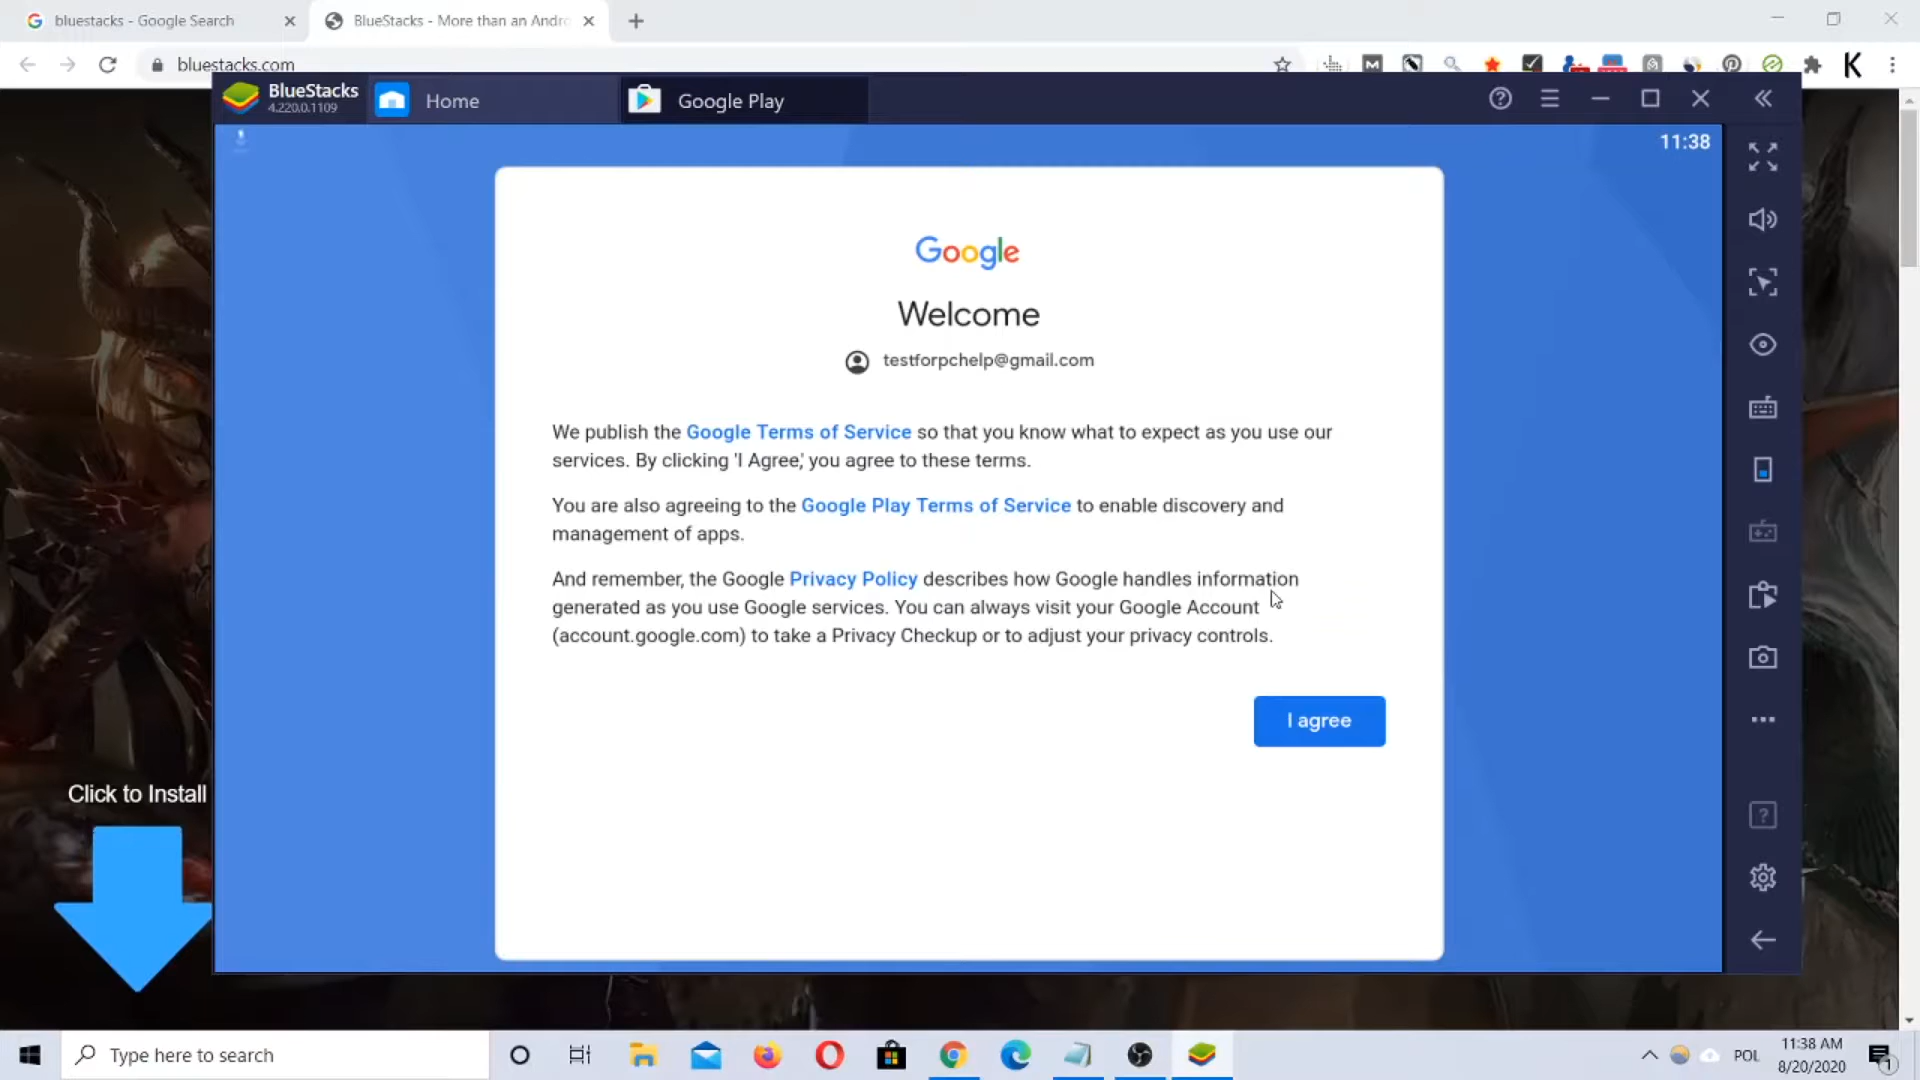 bluestacks - Google Search
BlueStacks - More than an Andro
bluestacks.com
BlueStacks
4.220.0.1109
Home
Google Play
11:38
Google
Welcome
testforpchelp@gmail.com
We publish the Google Terms of Service so that you know what to expect as you use our
services. By clicking 'I Agree,' you agree to these terms.
You are also agreeing to the Google Play Terms of Service to enable discovery and
management of apps.
And remember, the Google Privacy Policy describes how Google handles information
generated as you use Google services. You can always visit your Google Account
(account.google.com) to take a Privacy Checkup or to adjust your privacy controls.
I agree
Click to Install
Type here to search
POL
11:38 AM
8/20/2020
1